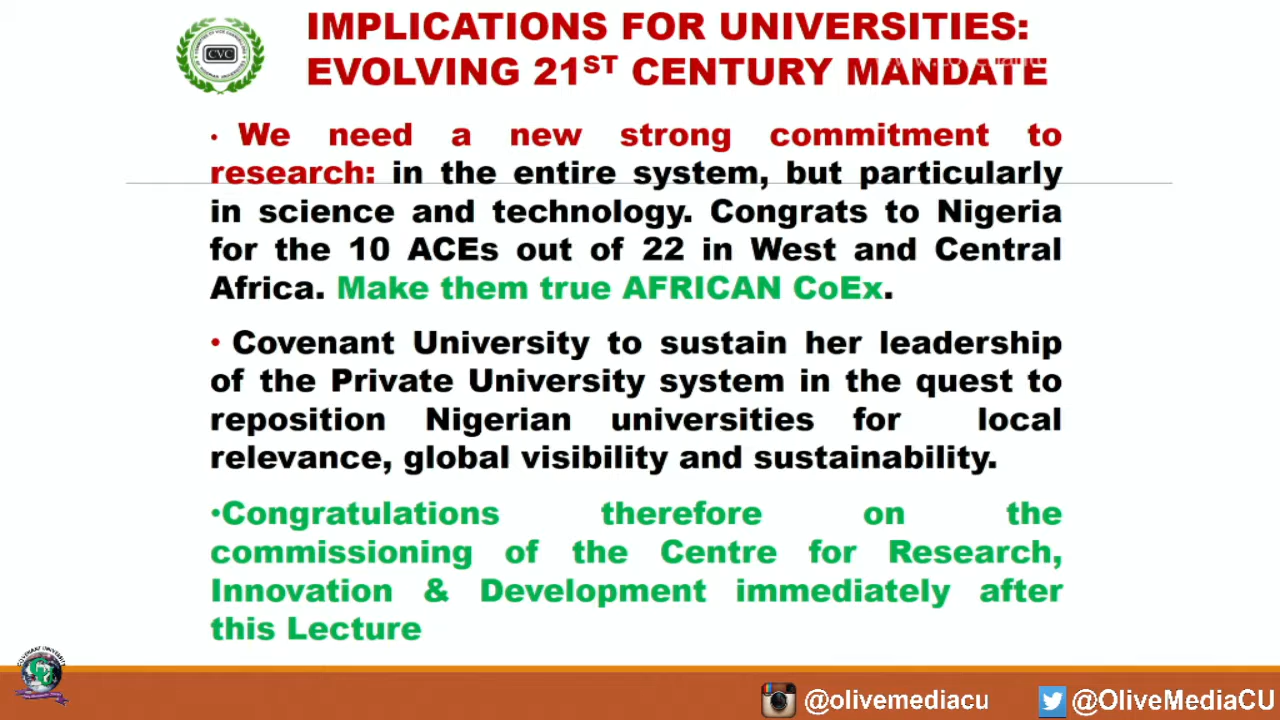 IMPLICATIONS FOR UNIVERSITIES:
EVOLVING 21ST CENTURY MANDATE
CVC
• We need a new strong commitment to
research: in the entire system, but particularly
in science and technology. Congrats to Nigeria
for the 10 ACEs out of 22 in West and Central
Africa. Make them true AFRICAN CoEx.
• Covenant University to sustain her leadership
of the Private University system in the quest to
reposition Nigerian universities for local
relevance, global visibility and sustainability.
•Congratulations therefore on the
commissioning of the Centre for Research,
Innovation & Development immediately after
this Lecture
COVENANT UNIVERSITY
@olivemediacu
@OliveMediaCU